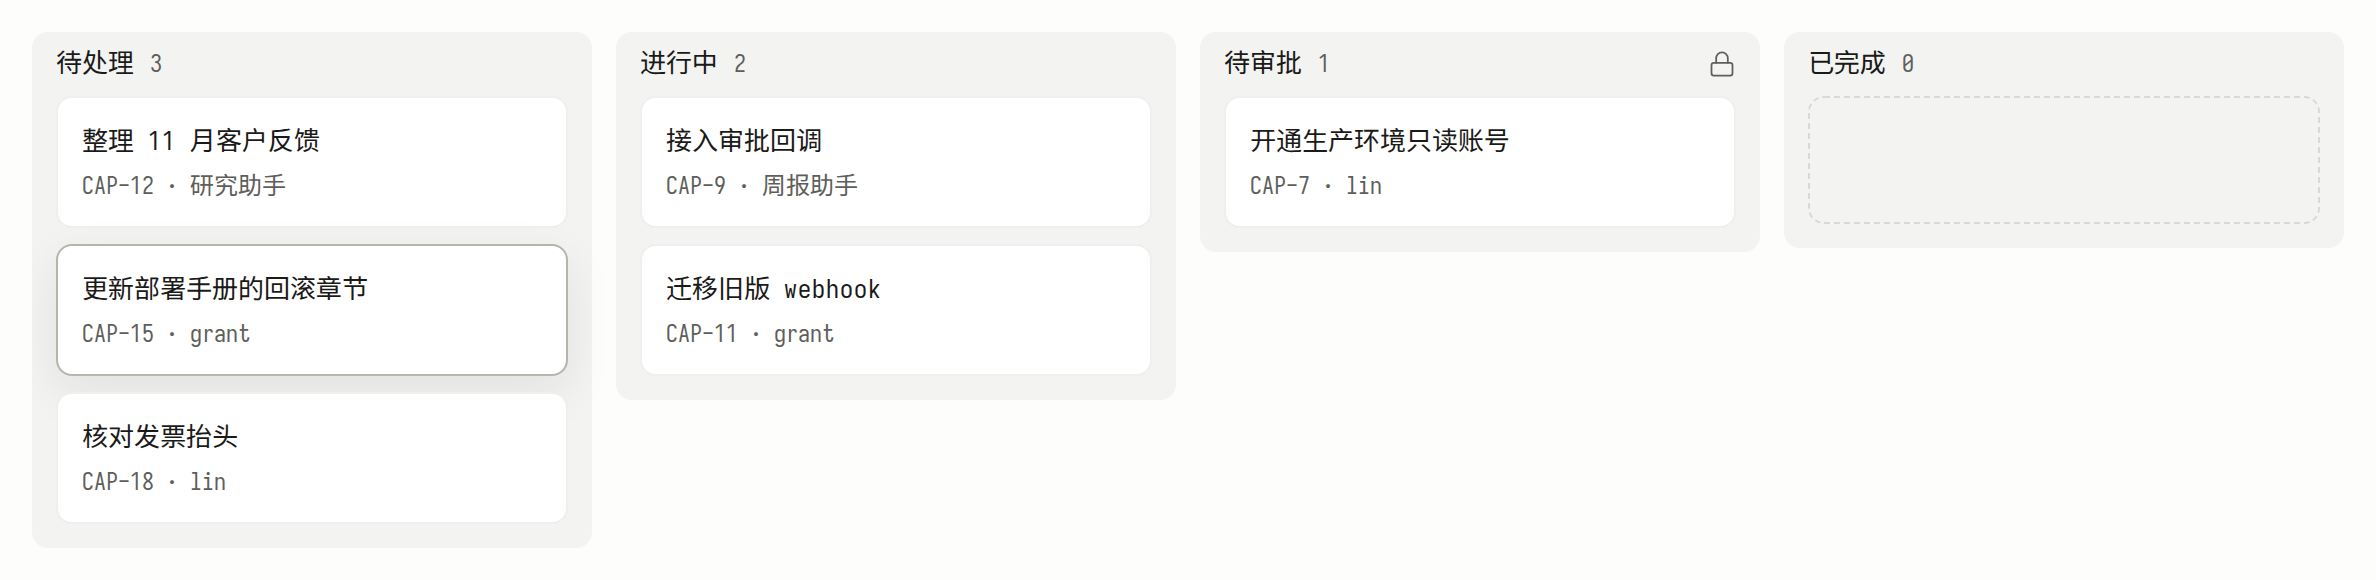 待处理 3
整理 11 月客户反馈
CAP-12 · 研究助手
更新部署手册的回滚章节
CAP-15 · grant
核对发票抬头
CAP-18 · lin
进行中 2
接入审批回调
CAP-9 · 周报助手
迁移旧版 webhook
CAP-11 · grant
待审批 1
开通生产环境只读账号
CAP-7 · lin
已完成 0